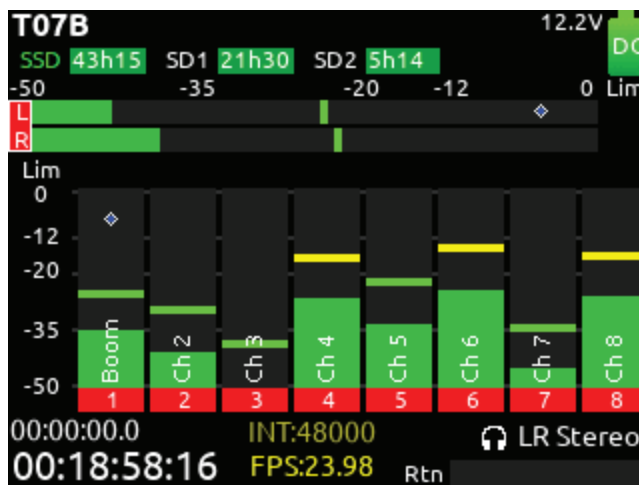 T07B 12.2V
SSD 43h15 SD1 21h30 SD2 5h14 DC
-50 -35 -20 -12 0 Lim
L
R
Lim
0
-12
-20
-35
-50
Boom Ch 2 Ch 3 Ch 4 Ch 5 Ch 6 Ch 7 Ch 8
1 2 3 4 5 6 7 8
00:00:00.0 INT:48000 LR Stereo
00:18:58:16 FPS:23.98 Rtn